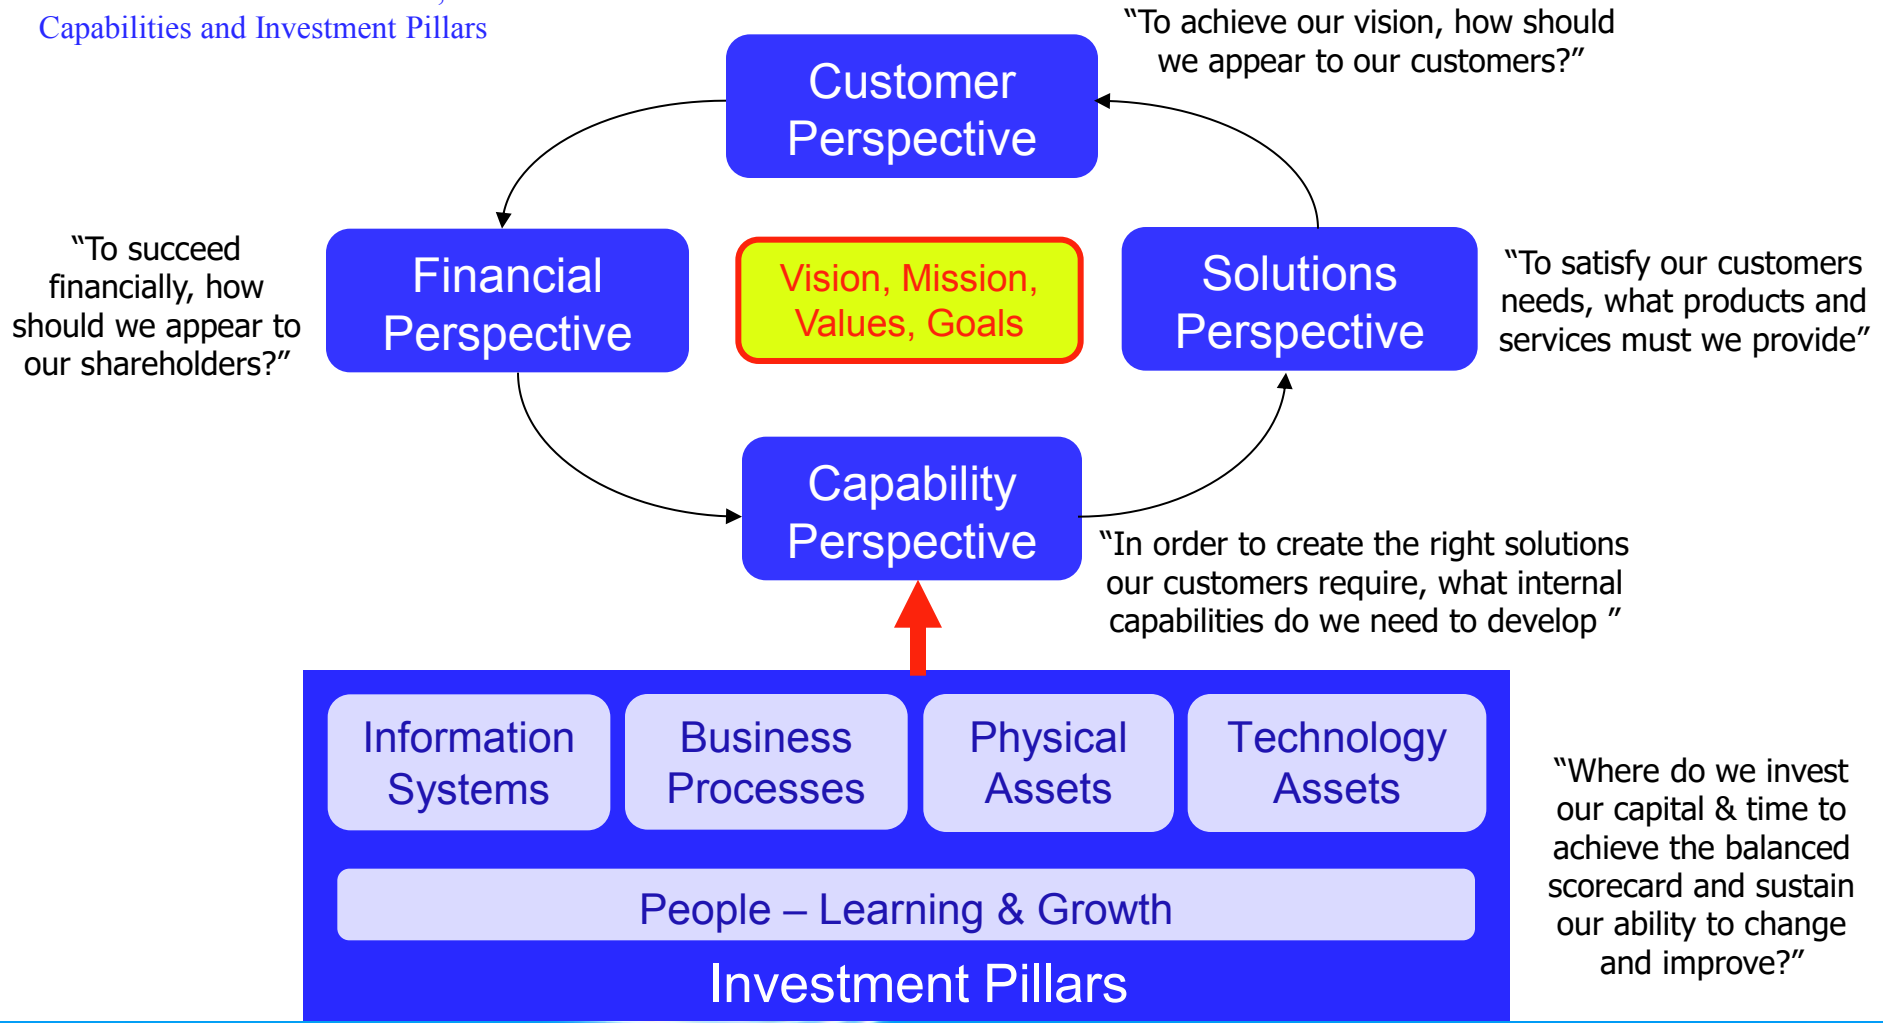 Capabilities and Investment Pillars
“To achieve our vision, how should
we appear to our customers?”
Customer
Perspective
“To succeed
financially, how
should we appear to
our shareholders?”
Financial
Perspective
Vision, Mission,
Values, Goals
Solutions
Perspective
“To satisfy our customers
needs, what products and
services must we provide”
Capability
Perspective
“In order to create the right solutions
our customers require, what internal
capabilities do we need to develop ”
Information
Systems
Business
Processes
Physical
Assets
Technology
Assets
People – Learning & Growth
Investment Pillars
“Where do we invest
our capital & time to
achieve the balanced
scorecard and sustain
our ability to change
and improve?”